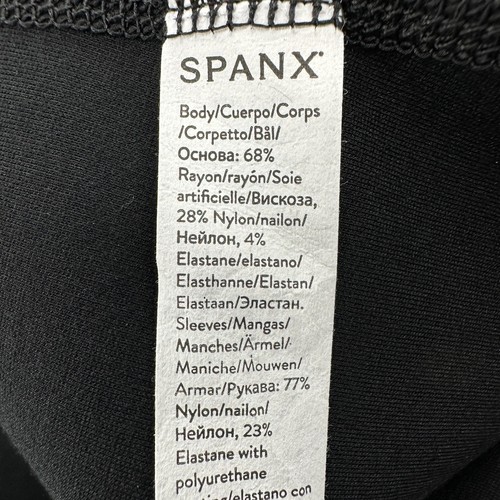 SPANX
Body/Cuerpo/Corps
/Corpetto/Bål/
Основа: 68%
Rayon/rayón/Soie
artificielle/Вискоза,
28% Nylon/nailon/
Нейлон, 4%
Elastane/elastano/
Elasthanne/Elastan/
Elastaan/Эластан.
Sleeves/Mangas/
Manches/Ärmel/
Maniche/Mouwen/
Armar/Рукава: 77%
Nylon/nailon/
Нейлон, 23%
Elastane with
polyurethane
elastano con